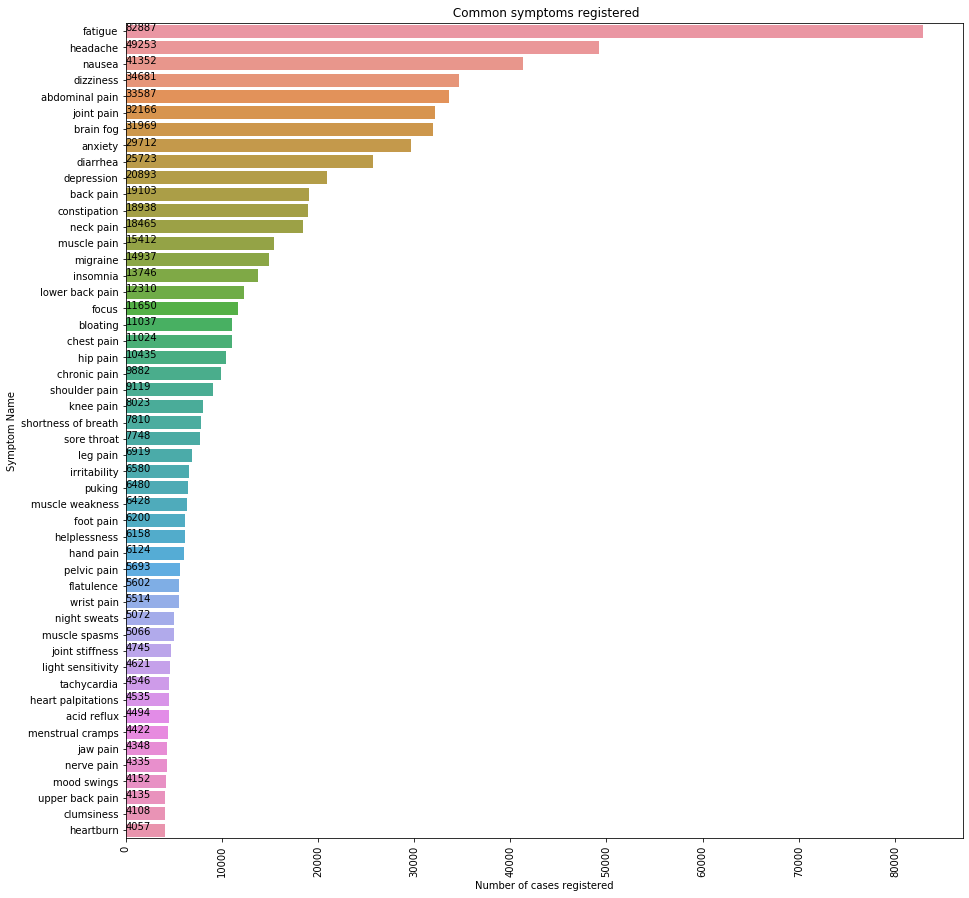 Common symptoms registered
fatigue 82887
headache 49253
nausea 41352
dizziness 34681
abdominal pain 33587
joint pain 32166
brain fog 31969
anxiety 29712
diarrhea 25723
depression 20893
back pain 19103
constipation 18938
neck pain 18465
muscle pain 15412
migraine 14937
insomnia 13746
lower back pain 12310
focus 11650
bloating 11037
chest pain 11024
hip pain 10435
chronic pain 9882
shoulder pain 9119
knee pain 8023
shortness of breath 7810
sore throat 7748
leg pain 6919
irritability 6580
puking 6480
muscle weakness 6428
foot pain 6200
helplessness 6158
hand pain 6124
pelvic pain 5693
flatulence 5602
wrist pain 5514
night sweats 5072
muscle spasms 5066
joint stiffness 4745
light sensitivity 4621
tachycardia 4546
heart palpitations 4535
acid reflux 4494
menstrual cramps 4422
jaw pain 4348
nerve pain 4335
mood swings 4152
upper back pain 4135
clumsiness 4108
heartburn 4057
Symptom Name
0 10000 20000 30000 40000 50000 60000 70000 80000
Number of cases registered